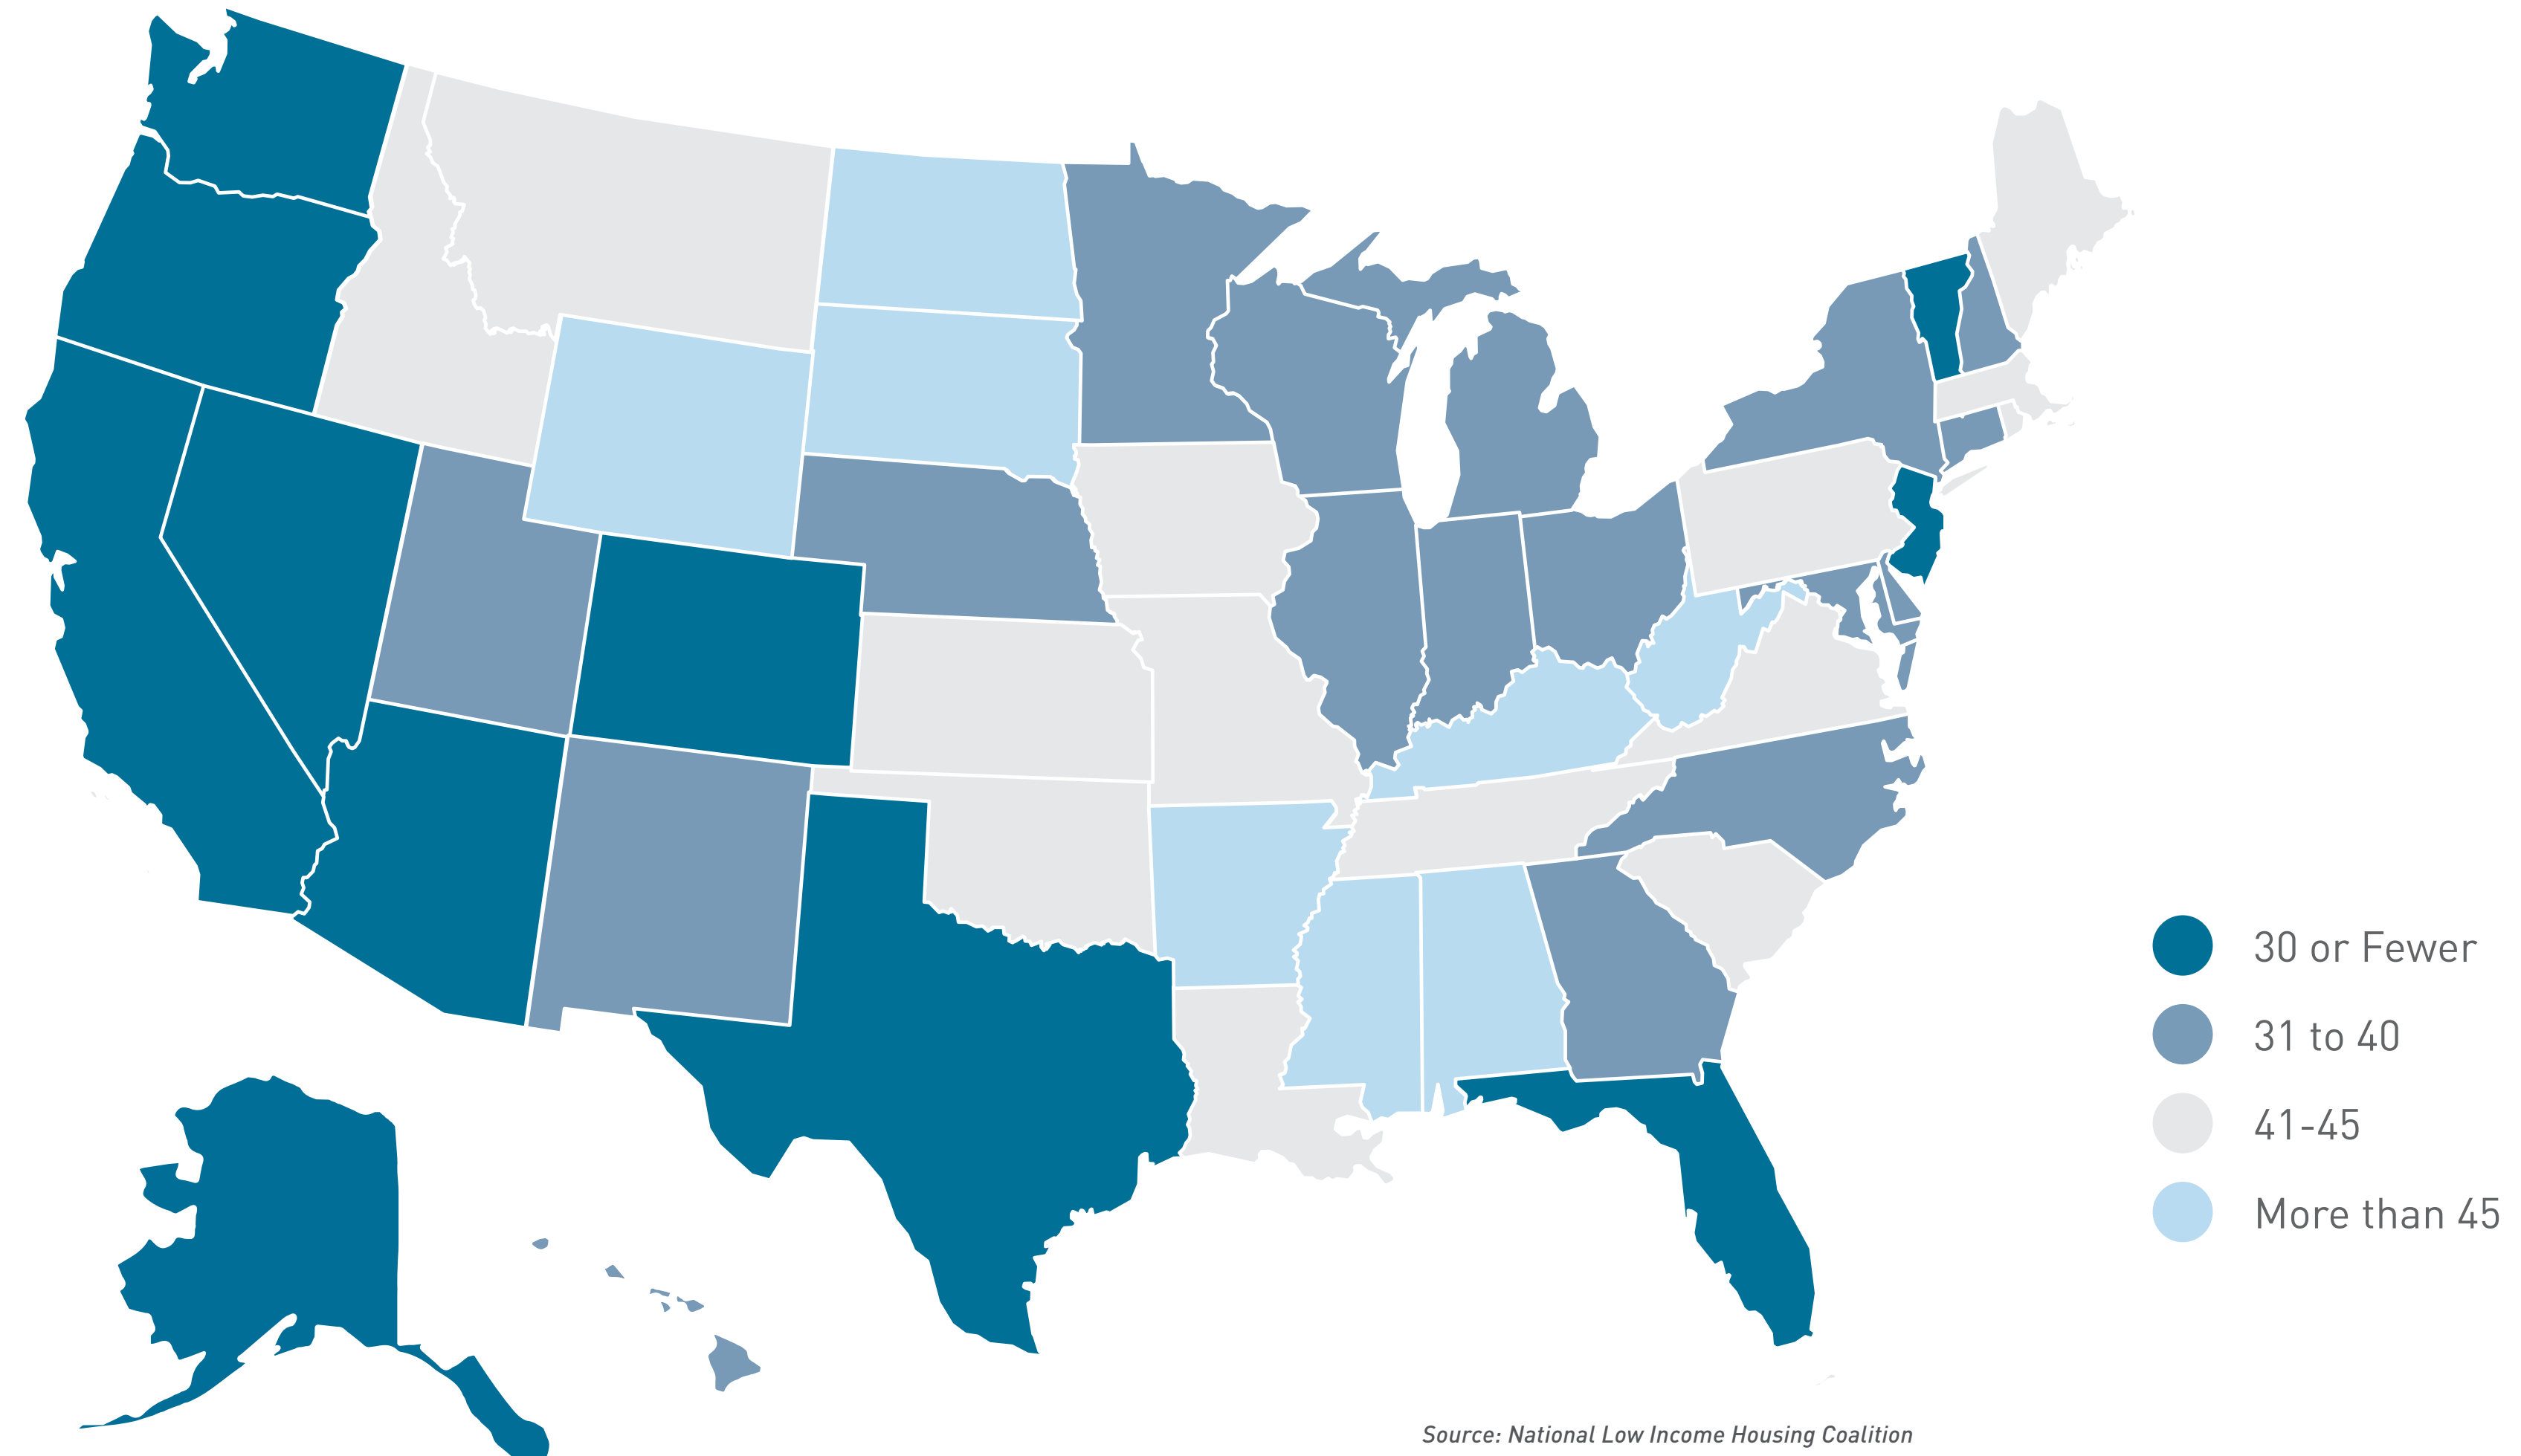 30 or Fewer
31 to 40
41-45
More than 45
Source: National Low Income Housing Coalition